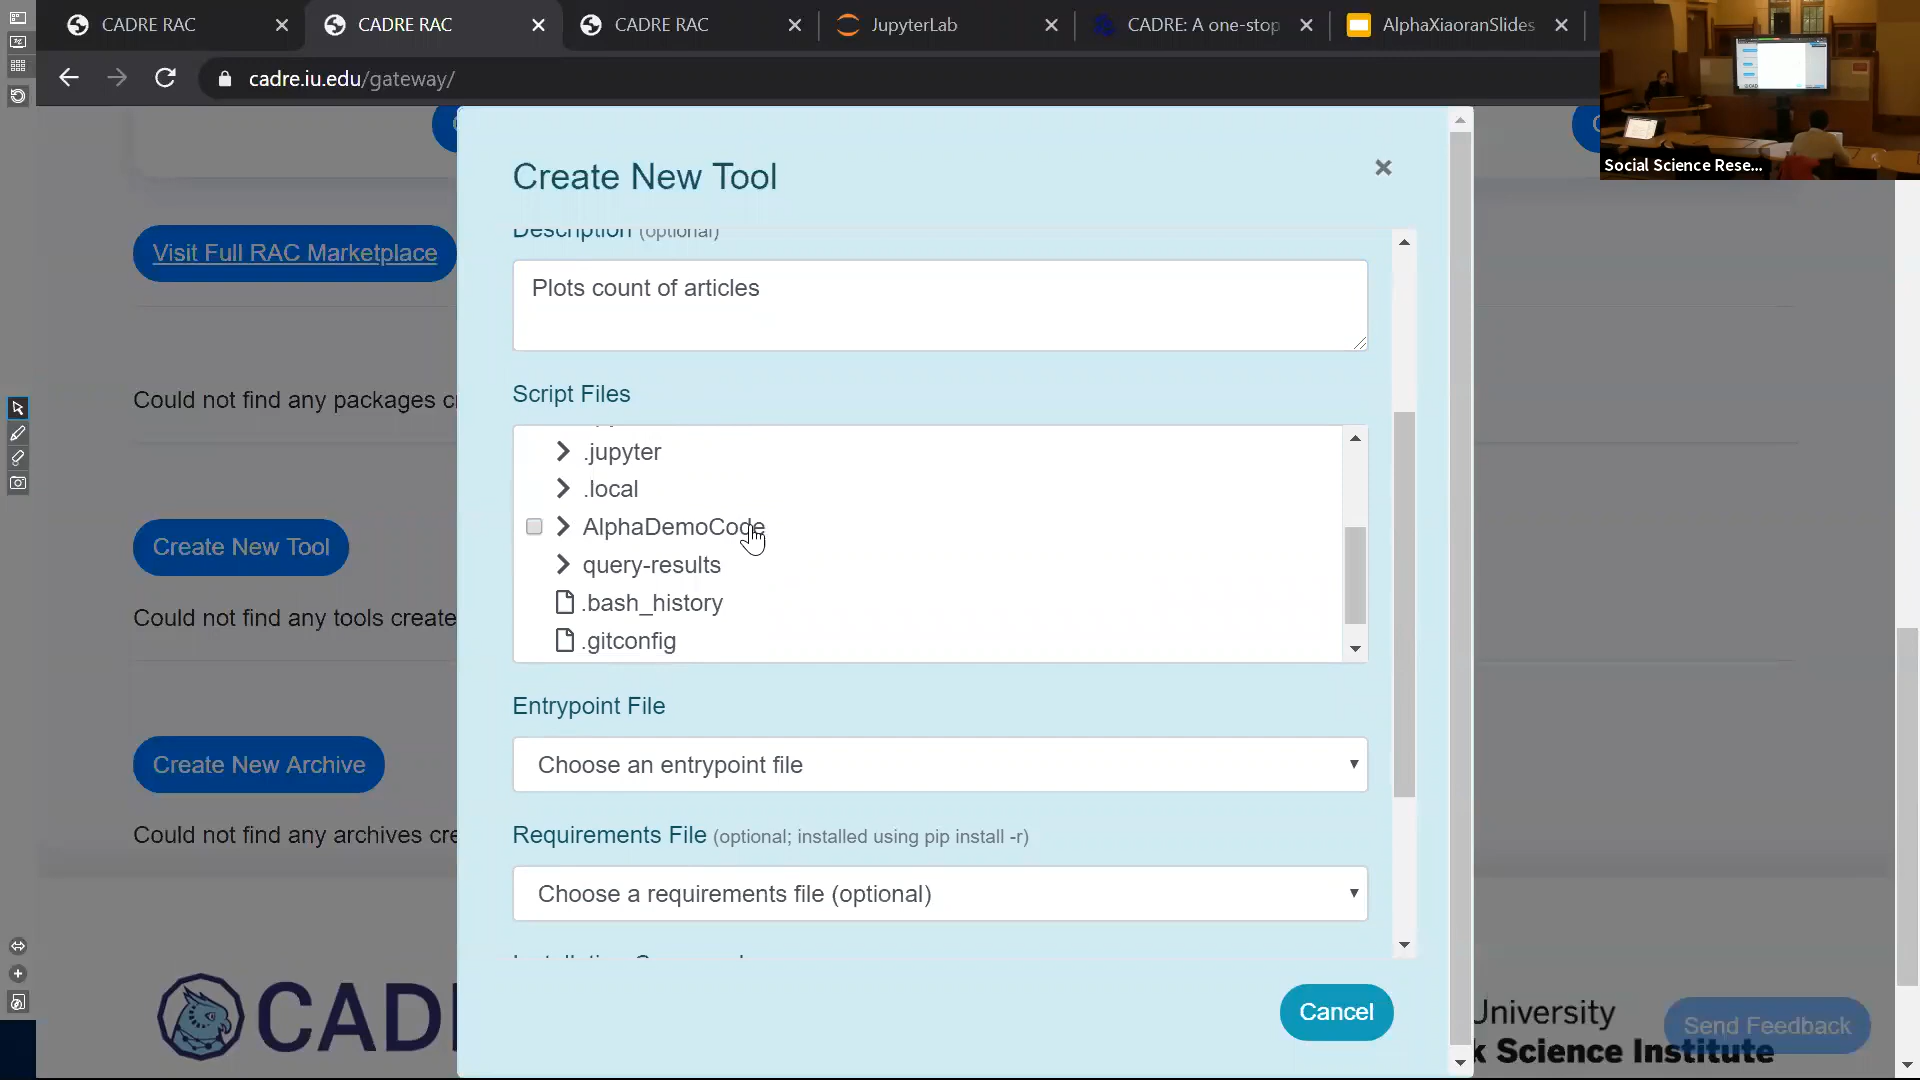 CADRE RAC
CADRE RAC
CADRE RAC
JupyterLab
CADRE: A one-stop
AlphaXiaoranSlides
cadre.iu.edu/gateway/
Social Science Rese...
Create New Tool
Description (optional)
Plots count of articles
Visit Full RAC Marketplace
Script Files
Could not find any packages
.jupyter
.local
AlphaDemoCode
query-results
.bash_history
.gitconfig
Create New Tool
Could not find any tools create
Entrypoint File
Choose an entrypoint file
Create New Archive
Could not find any archives cre
Requirements File (optional; installed using pip install -r)
Choose a requirements file (optional)
Cancel
CAD
University
k Science Institute
Send Feedback